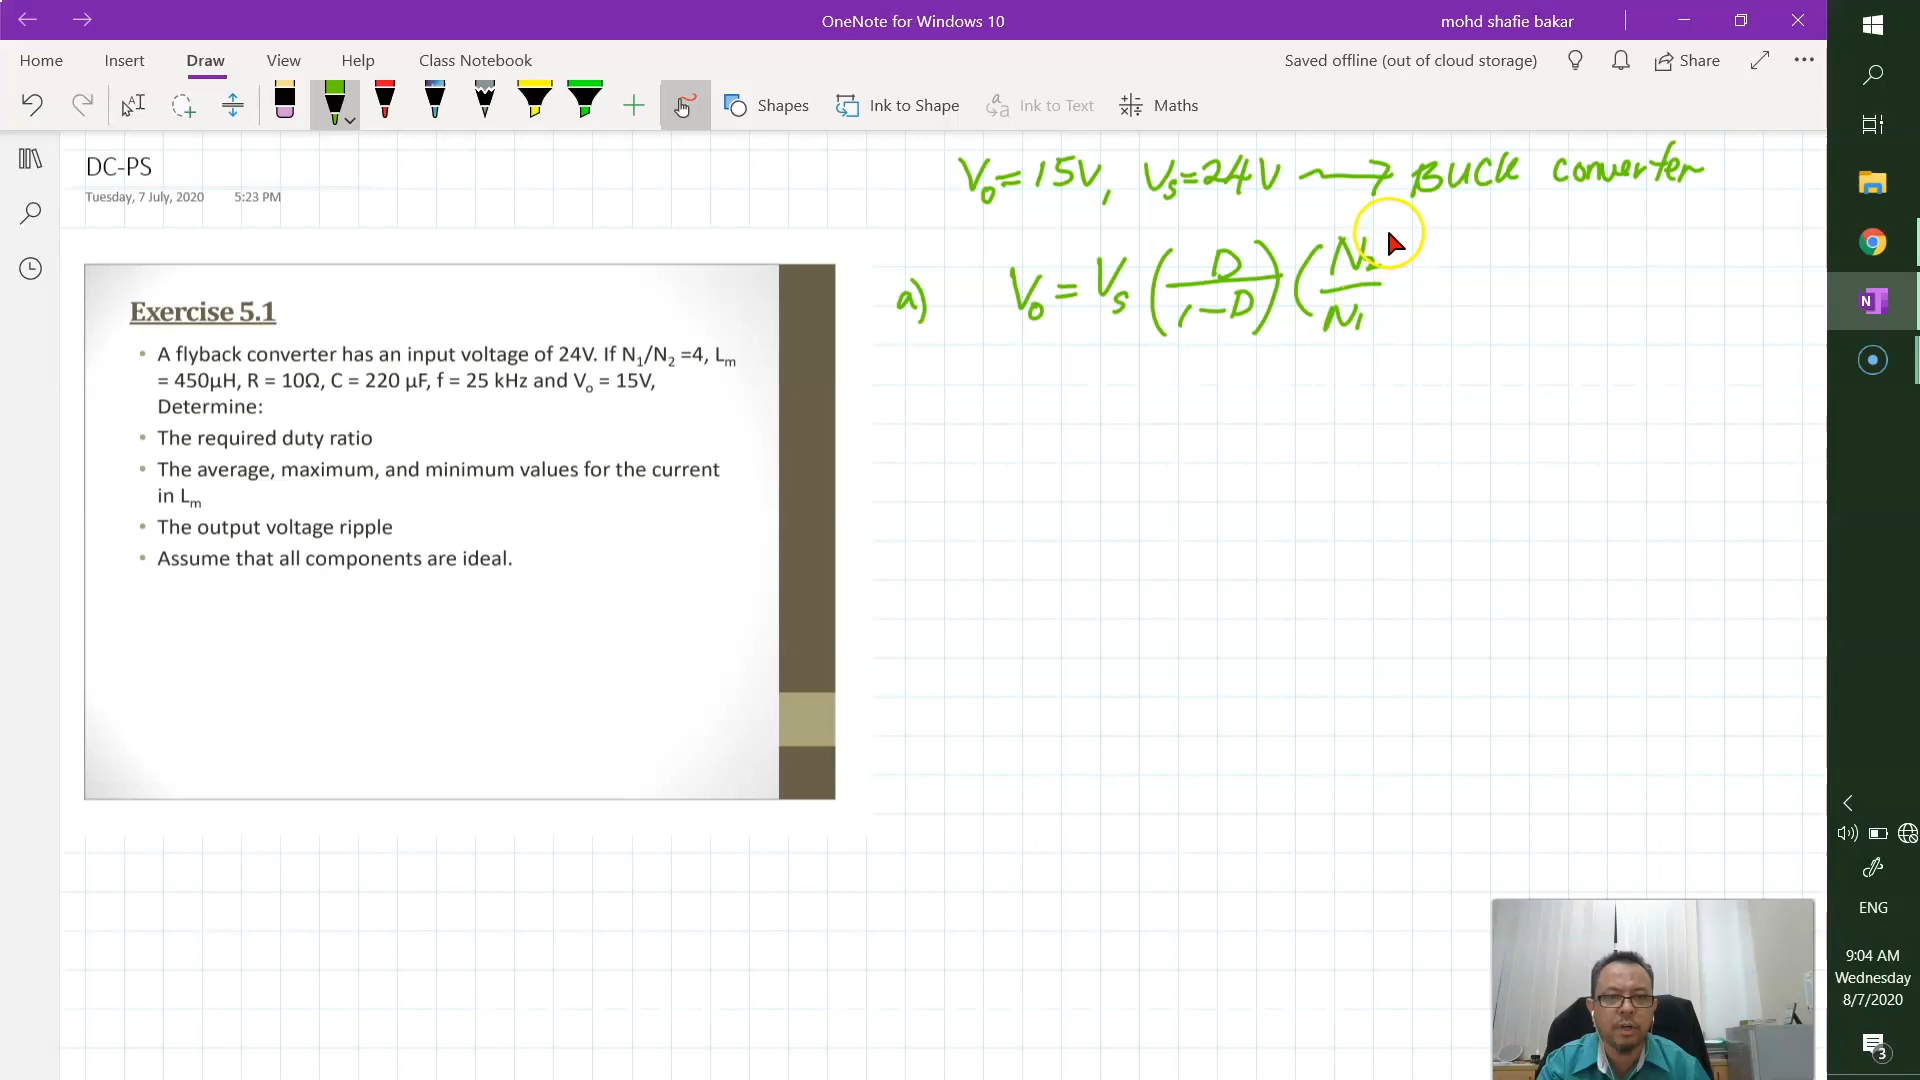 OneNote for Windows 10
mohd shafie bakar
Home
Insert
Draw
View
Help
Class Notebook
Saved offline (out of cloud storage)
Share
Shapes
Ink to Shape
Ink to Text
Maths
DC-PS
Tuesday, 7 July, 2020 5:23 PM
Exercise 5.1
• A flyback converter has an input voltage of 24V. If N₁/N₂ =4, Lₘ
= 450µH, R = 10Ω, C = 220 µF, f = 25 kHz and Vₒ = 15V,
Determine:
• The required duty ratio
• The average, maximum, and minimum values for the current
in Lₘ
• The output voltage ripple
• Assume that all components are ideal.
Vₒ = 15V, Vₛ = 24V → BUCK converter
a) Vₒ = Vₛ (D/1-D) (N₂/N₁
N
ENG
9:04 AM
Wednesday
8/7/2020
3